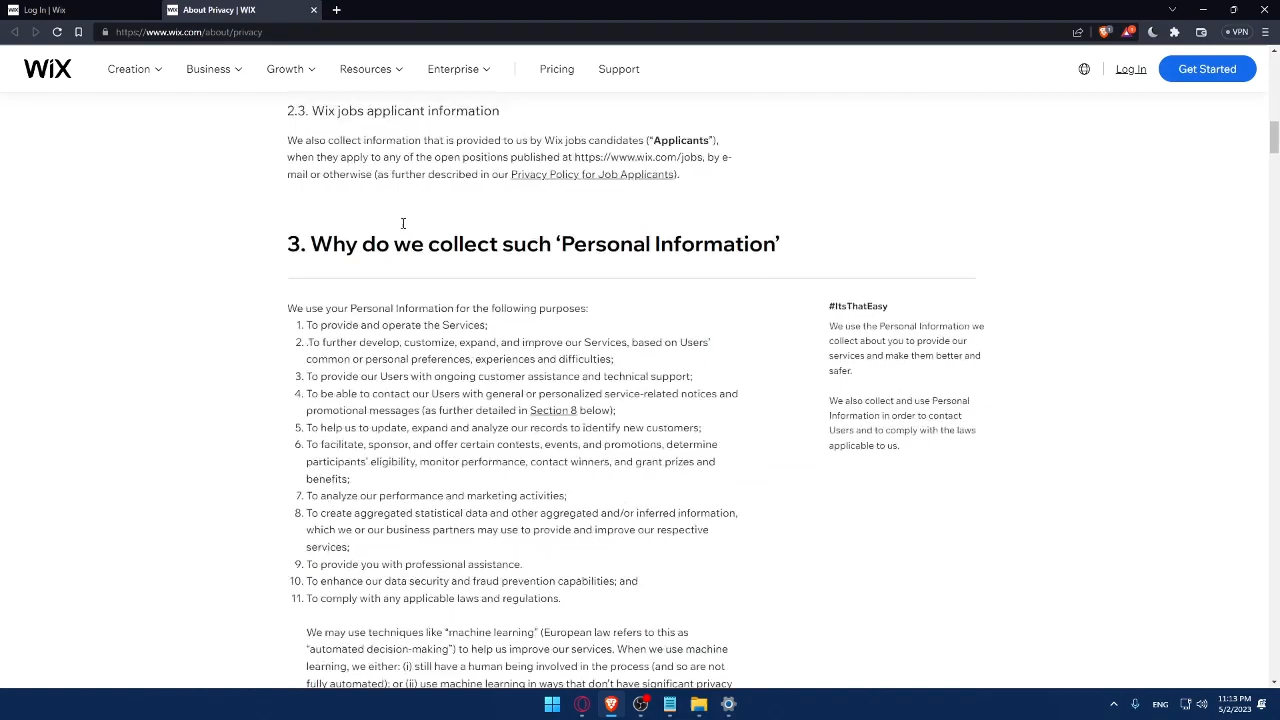 Log In | Wix
About Privacy | WIX
https://www.wix.com/about/privacy
VPN
WIX
Creation
Business
Growth
Resources
Enterprise
Pricing
Support
Log In
Get Started
2.3. Wix jobs applicant information
We also collect information that is provided to us by Wix jobs candidates (“Applicants”),
when they apply to any of the open positions published at https://www.wix.com/jobs, by e-
mail or otherwise (as further described in our Privacy Policy for Job Applicants).
3. Why do we collect such ‘Personal Information’
We use your Personal Information for the following purposes:
1. To provide and operate the Services;
2. .To further develop, customize, expand, and improve our Services, based on Users’
common or personal preferences, experiences and difficulties;
3. To provide our Users with ongoing customer assistance and technical support;
4. To be able to contact our Users with general or personalized service-related notices and
promotional messages (as further detailed in Section 8 below);
5. To help us to update, expand and analyze our records to identify new customers;
6. To facilitate, sponsor, and offer certain contests, events, and promotions, determine
participants’ eligibility, monitor performance, contact winners, and grant prizes and
benefits;
7. To analyze our performance and marketing activities;
8. To create aggregated statistical data and other aggregated and/or inferred information,
which we or our business partners may use to provide and improve our respective
services;
9. To provide you with professional assistance.
10. To enhance our data security and fraud prevention capabilities; and
11. To comply with any applicable laws and regulations.
We may use techniques like “machine learning” (European law refers to this as
“automated decision-making”) to help us improve our services. When we use machine
learning, we either: (i) still have a human being involved in the process (and so are not
fully automated); or (ii) use machine learning in ways that don’t have significant privacy
#ItsThatEasy
We use the Personal Information we
collect about you to provide our
services and make them better and
safer.
We also collect and use Personal
Information in order to contact
Users and to comply with the laws
applicable to us.
ENG
11:13 PM
5/2/2023